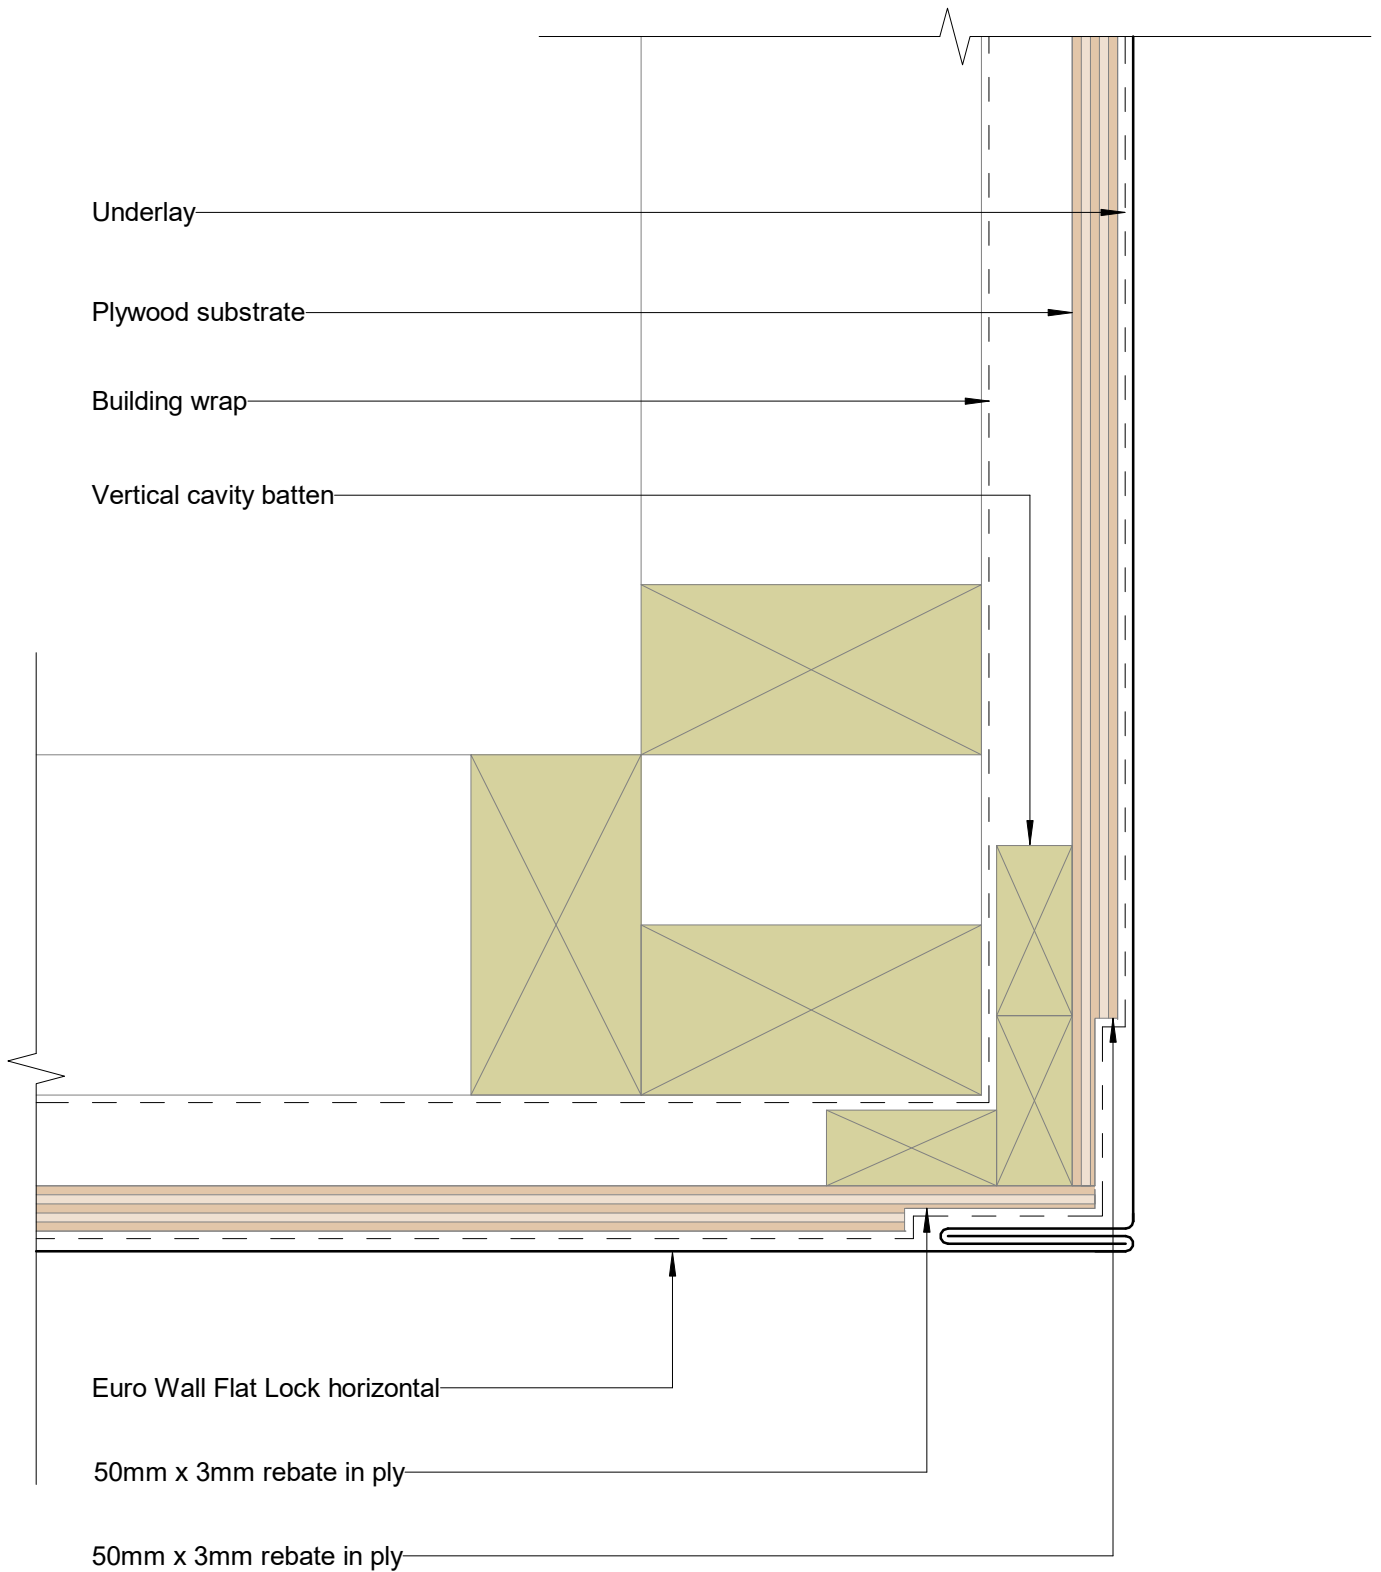 Underlay
Plywood substrate
Building wrap
Vertical cavity batten
Euro Wall Flat Lock horizontal
50mm x 3mm rebate in ply
50mm x 3mm rebate in ply